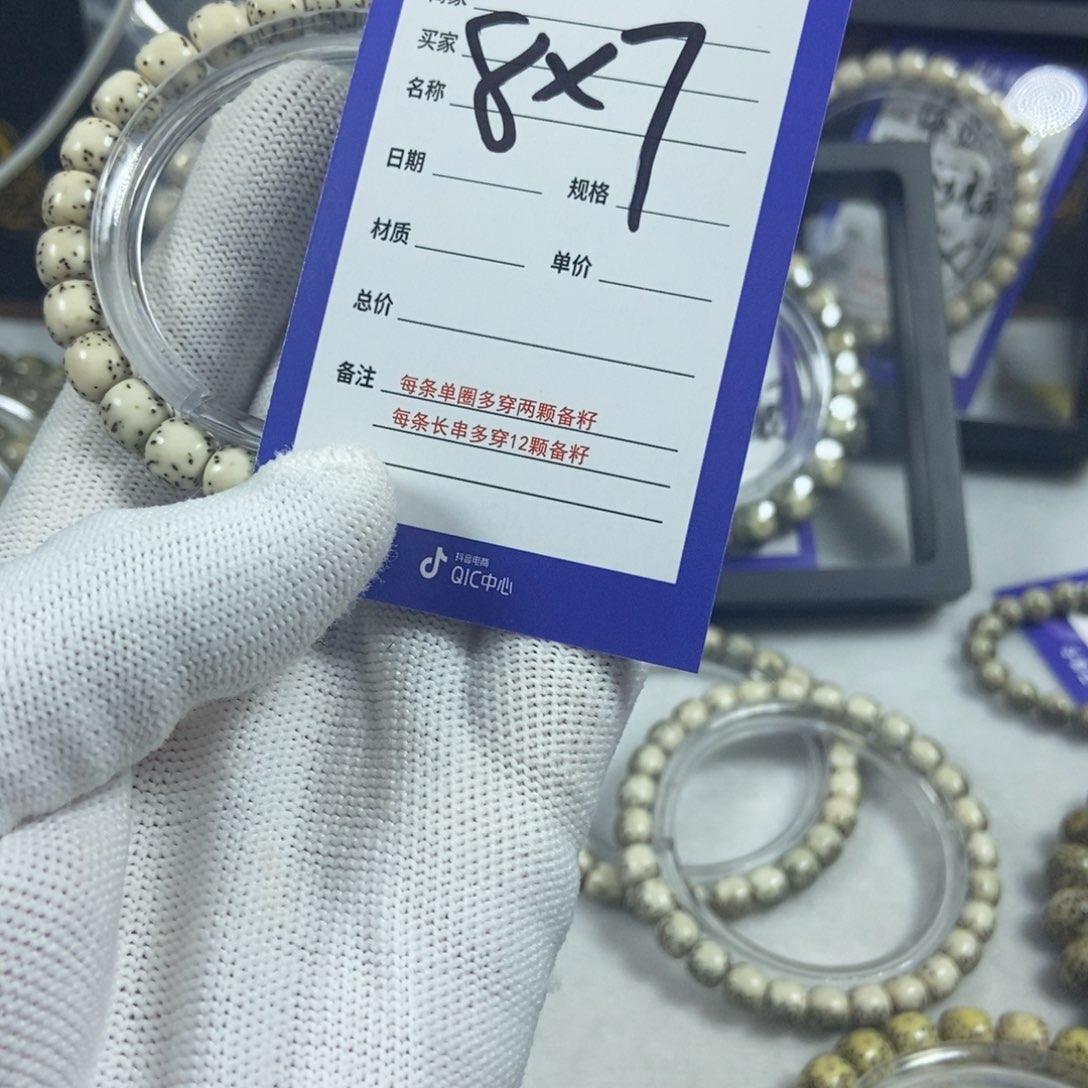 买家
8x7
名称
日期
规格
材质
单价
总价
备注 每条单圈多穿两颗备籽
每条长串多穿12颗备籽
抖音电商
QIC中心